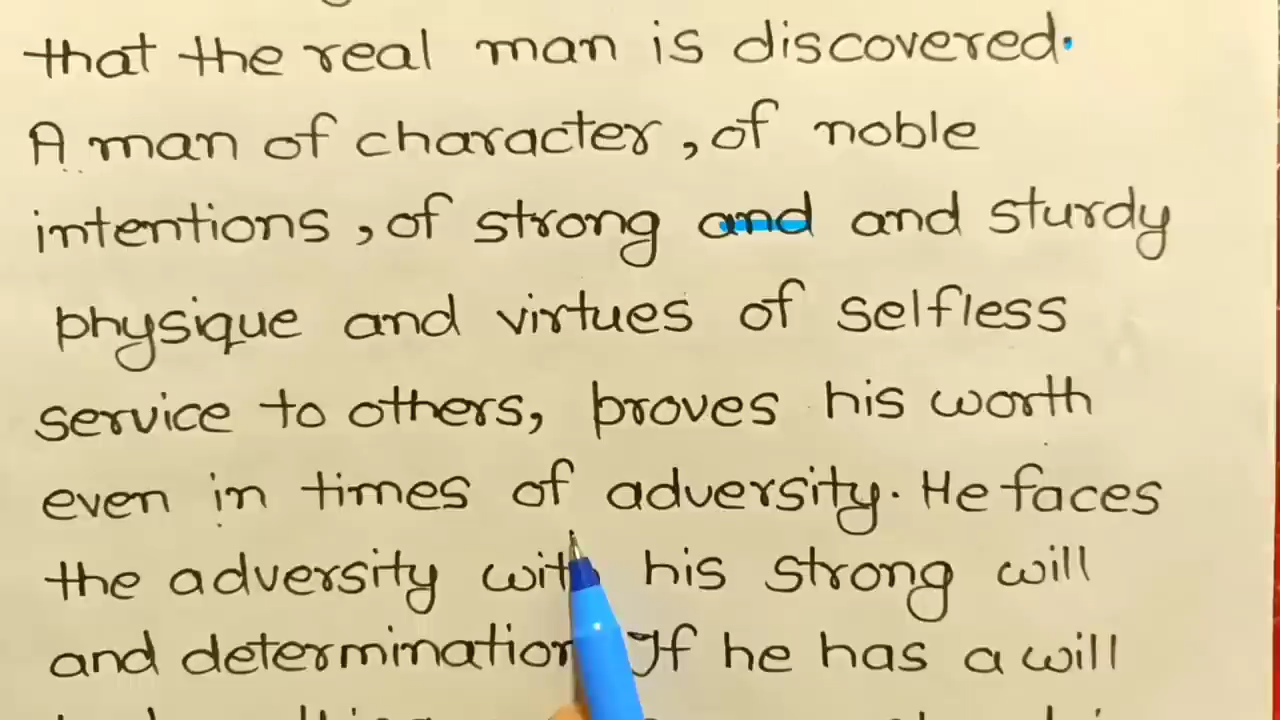 that the real man is discovered.
A man of character, of noble
intentions, of strong and and sturdy
physique and virtues of selfless
service to others, proves his worth
even in times of adversity. He faces
the adversity with his strong will
and determination If he has a will